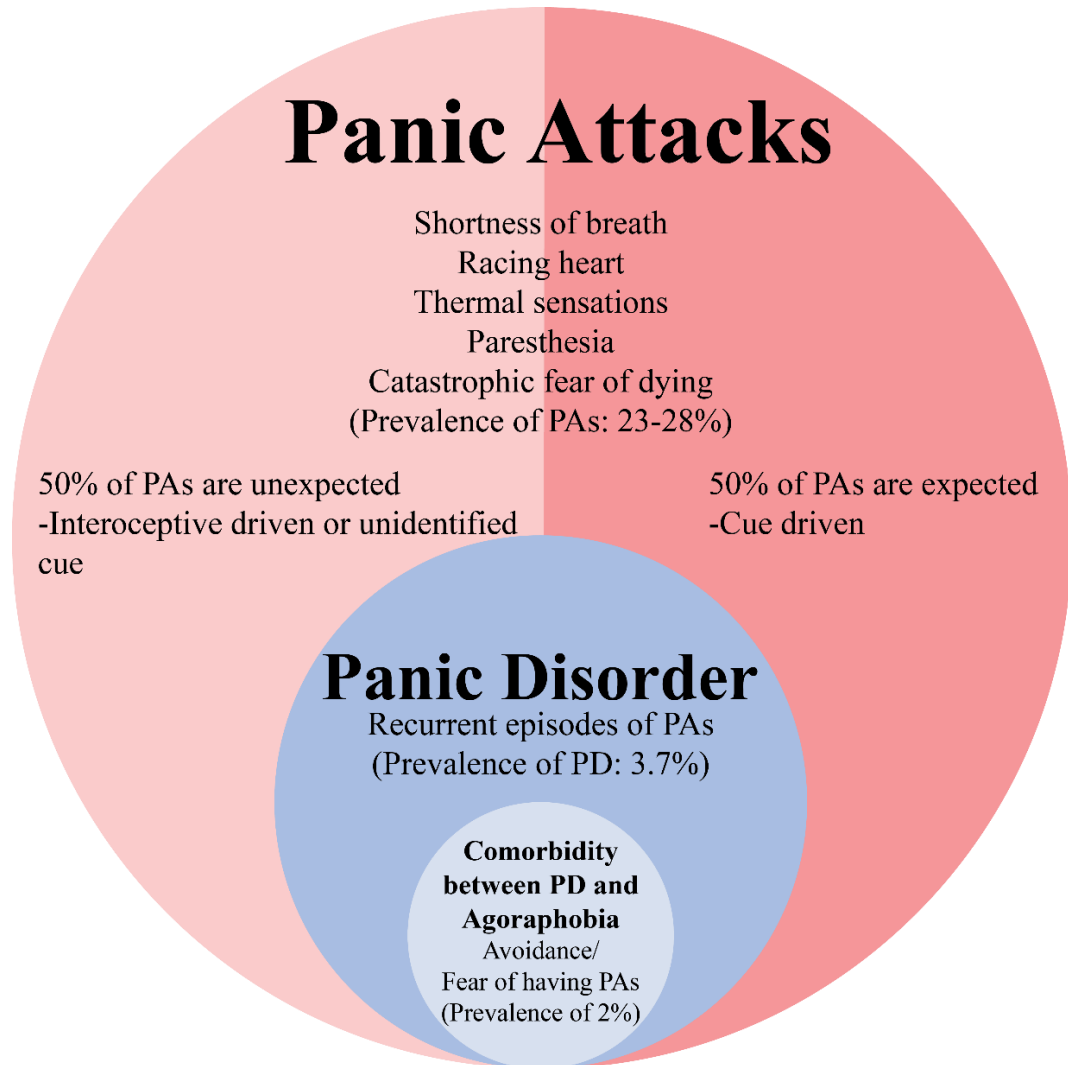 Panic Attacks
Shortness of breath
Racing heart
Thermal sensations
Paresthesia
Catastrophic fear of dying
(Prevalence of PAs: 23-28%)
50% of PAs are unexpected
-Interoceptive driven or unidentified
cue
50% of PAs are expected
-Cue driven
Panic Disorder
Recurrent episodes of PAs
(Prevalence of PD: 3.7%)
Comorbidity
between PD and
Agoraphobia
Avoidance/
Fear of having PAs
(Prevalence of 2%)